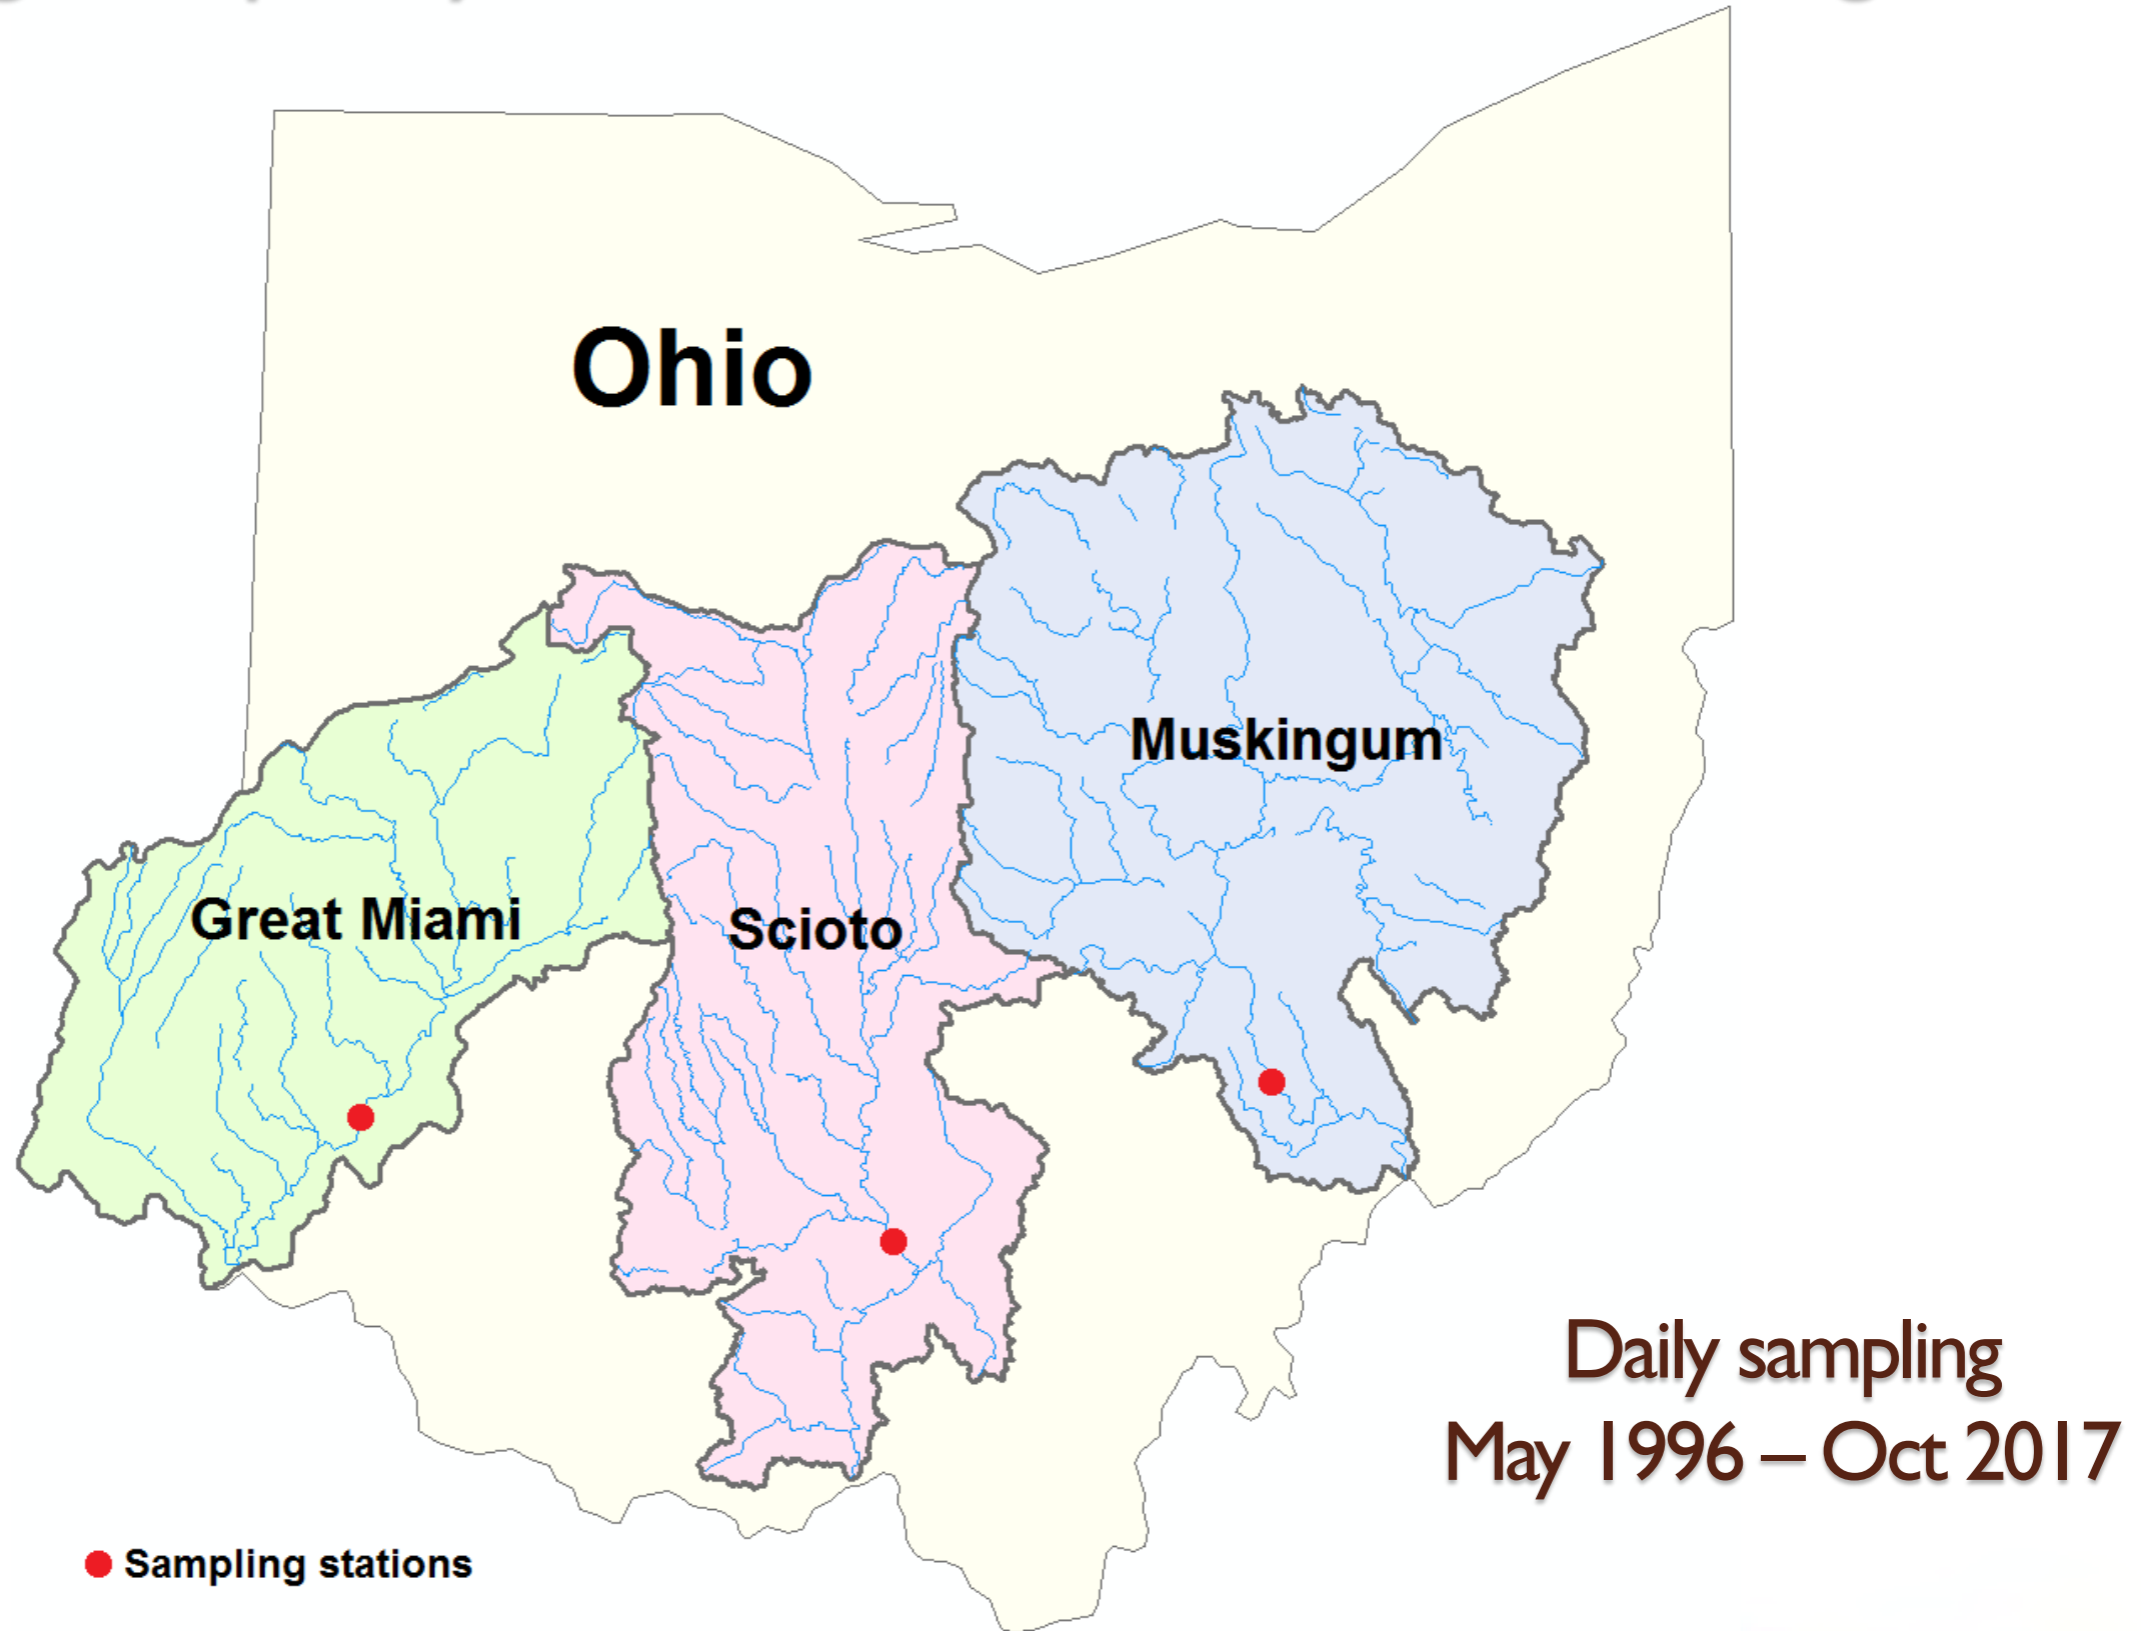 Ohio
Muskingum
Great Miami
Scioto
Daily sampling
May 1996 – Oct 2017
Sampling stations